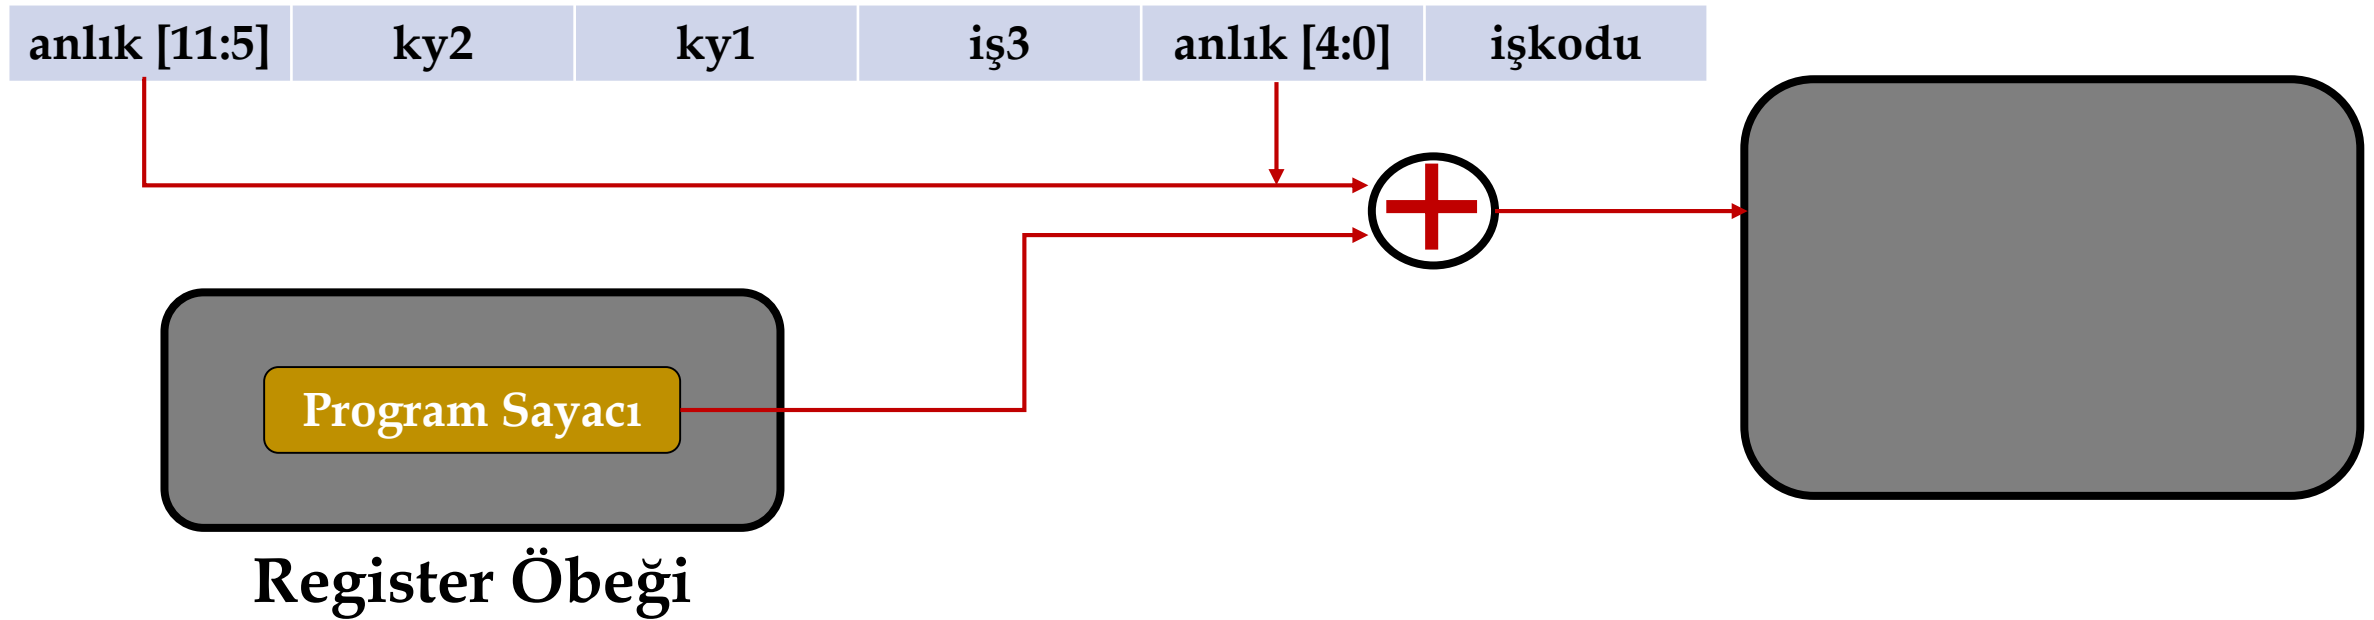 anlık [11:5] ky2 ky1 iş3 anlık [4:0] işkodu
Program Sayacı
Register Öbeği